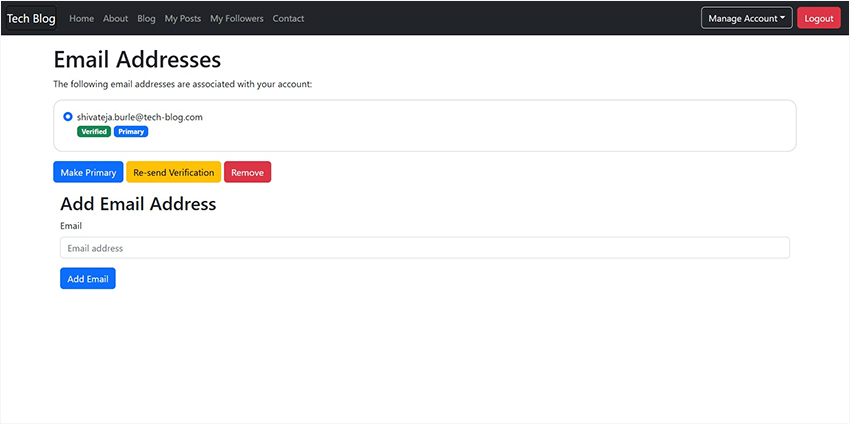 Tech Blog Home About Blog My Posts My Followers Contact Manage Account Logout
Email Addresses
The following email addresses are associated with your account:
shivateja.burle@tech-blog.com
Verified Primary
Make Primary Re-send Verification Remove
Add Email Address
Email
Email address
Add Email